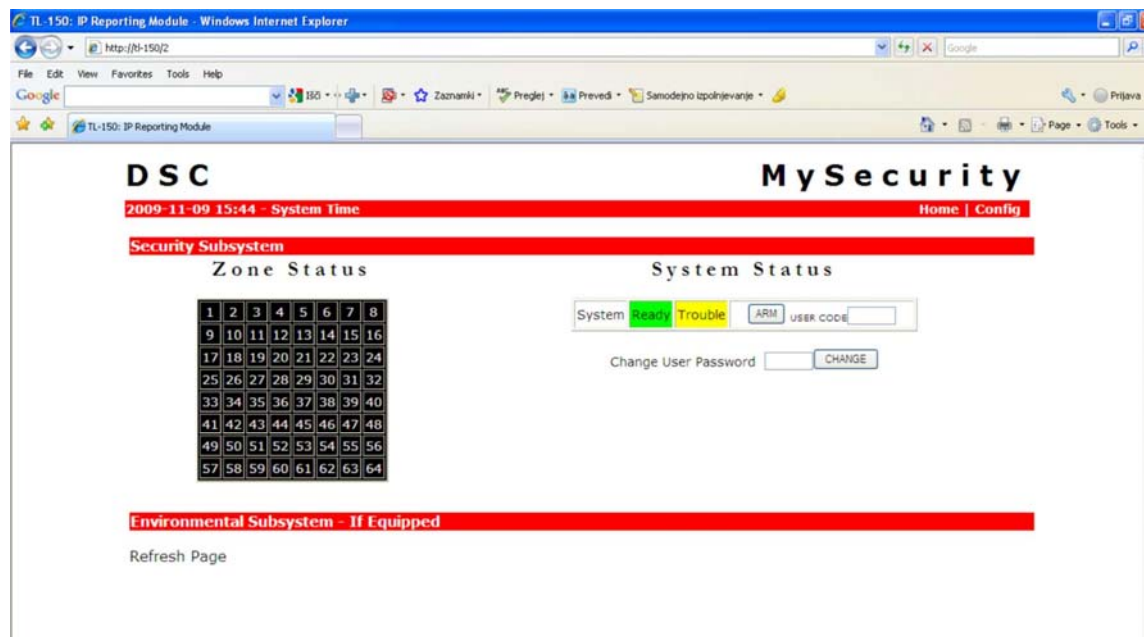 TL-150: IP Reporting Module - Windows Internet Explorer
http://tl-150/2
Google
File Edit View Favorites Tools Help
Google Išči Zaznamki Preglej Prevedi Samodejno izpolnjevanje Prijava
TL-150: IP Reporting Module Page Tools
DSC MySecurity
2009-11-09 15:44 - System Time Home | Config
Security Subsystem
Zone Status System Status
1 2 3 4 5 6 7 8
System Ready Trouble ARM USER CODE
9 10 11 12 13 14 15 16
17 18 19 20 21 22 23 24
Change User Password CHANGE
25 26 27 28 29 30 31 32
33 34 35 36 37 38 39 40
41 42 43 44 45 46 47 48
49 50 51 52 53 54 55 56
57 58 59 60 61 62 63 64
Environmental Subsystem - If Equipped
Refresh Page